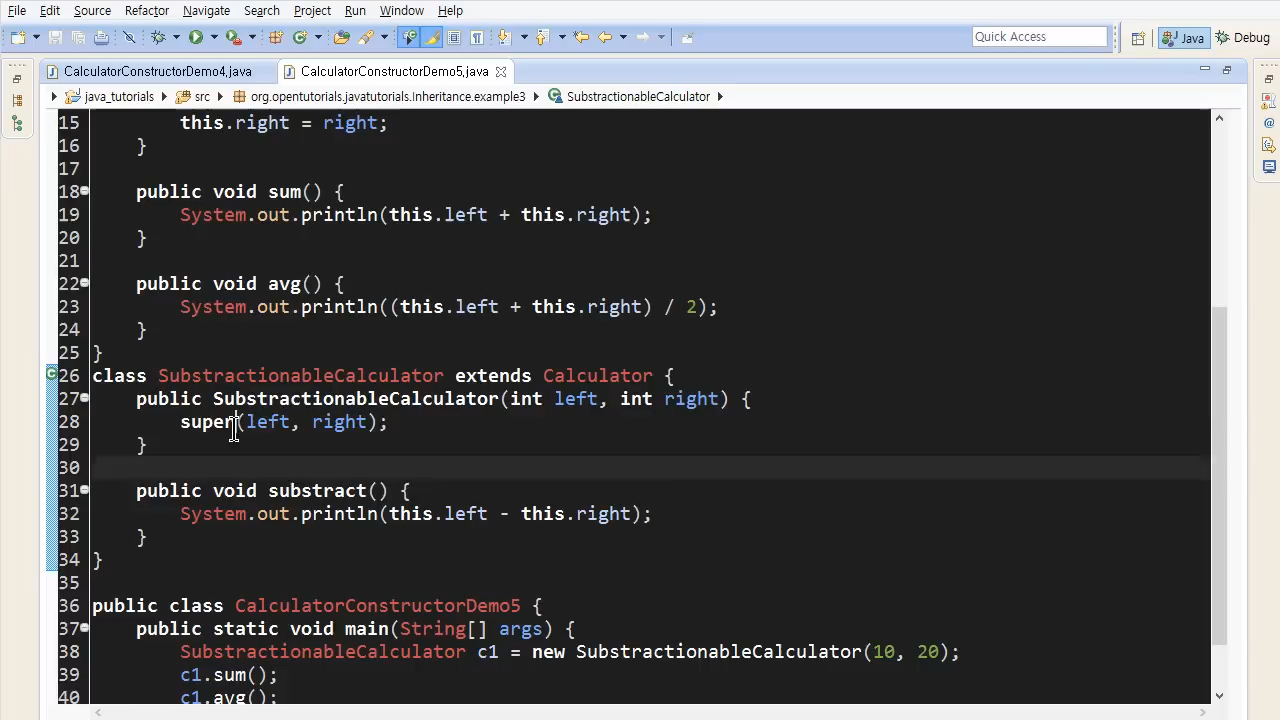 File Edit Source Refactor Navigate Search Project Run Window Help
Quick Access Java Debug
CalculatorConstructorDemo4.java CalculatorConstructorDemo5.java
java_tutorials src org.opentutorials.javatutorials.Inheritance.example3 SubstractionableCalculator
15 this.right = right;
16 }
17
18 public void sum() {
19 System.out.println(this.left + this.right);
20 }
21
22 public void avg() {
23 System.out.println((this.left + this.right) / 2);
24 }
25 }
26 class SubstractionableCalculator extends Calculator {
27 public SubstractionableCalculator(int left, int right) {
28 super(left, right);
29 }
30
31 public void substract() {
32 System.out.println(this.left - this.right);
33 }
34 }
35
36 public class CalculatorConstructorDemo5 {
37 public static void main(String[] args) {
38 SubstractionableCalculator c1 = new SubstractionableCalculator(10, 20);
39 c1.sum();
40 c1.avg();